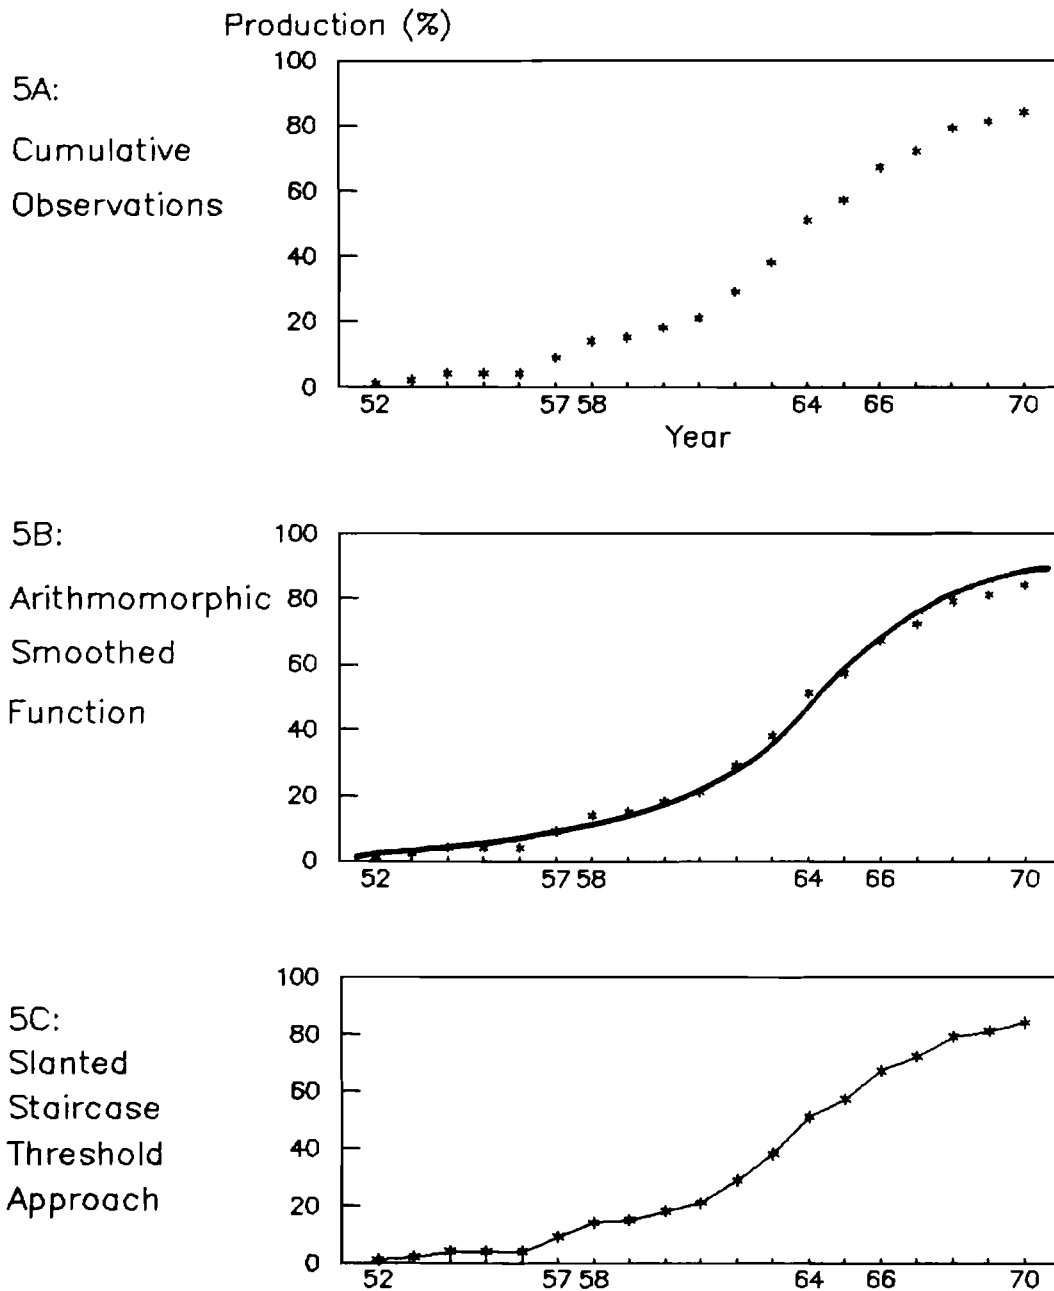 Production (%)
5A:
Cumulative
Observations
100
80
60
40
20
0
52 57 58 64 66 70
Year
5B:
Arithmomorphic
Smoothed
Function
100
80
60
40
20
0
52 57 58 64 66 70
5C:
Slanted
Staircase
Threshold
Approach
100
80
60
40
20
0
52 57 58 64 66 70